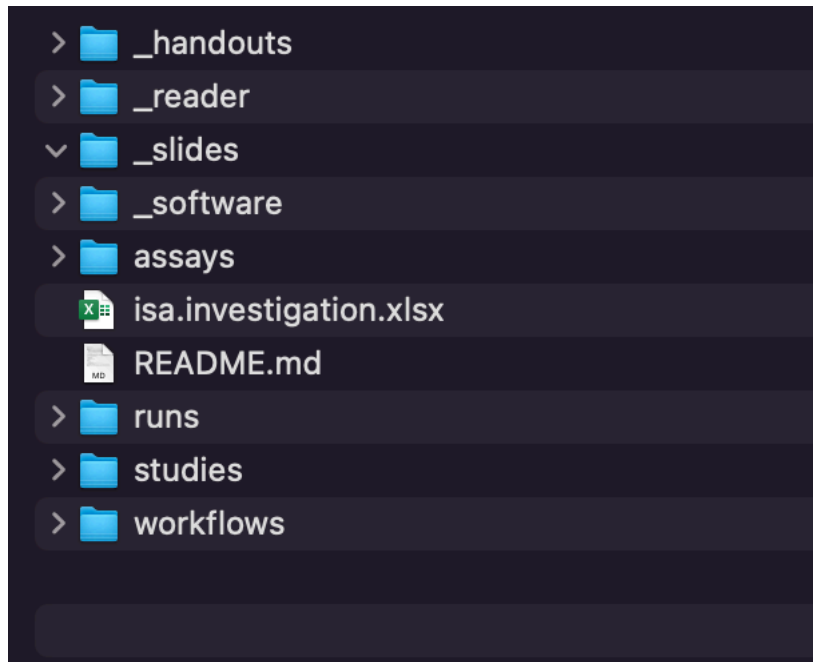 _handouts
_reader
_slides
_software
assays
isa.investigation.xlsx
README.md
runs
studies
workflows